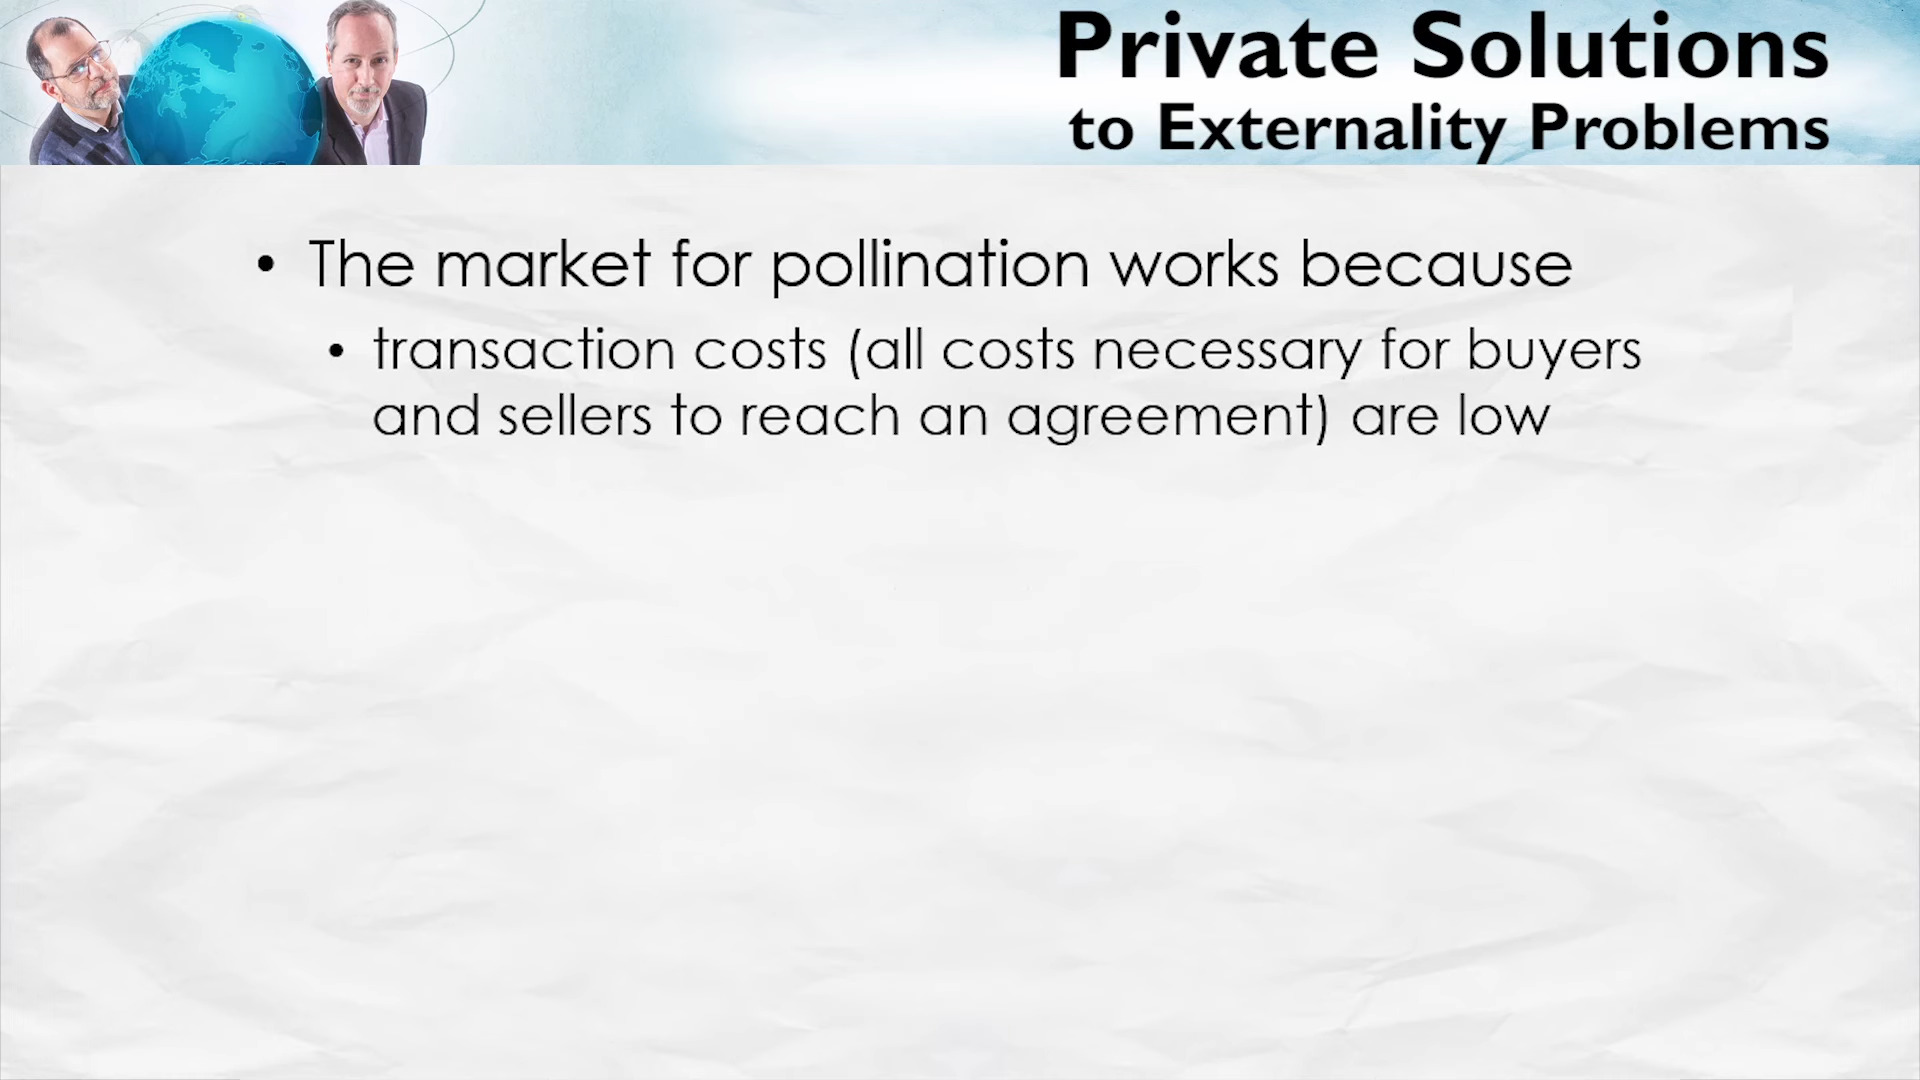 Private Solutions
to Externality Problems
• The market for pollination works because
• transaction costs (all costs necessary for buyers
and sellers to reach an agreement) are low